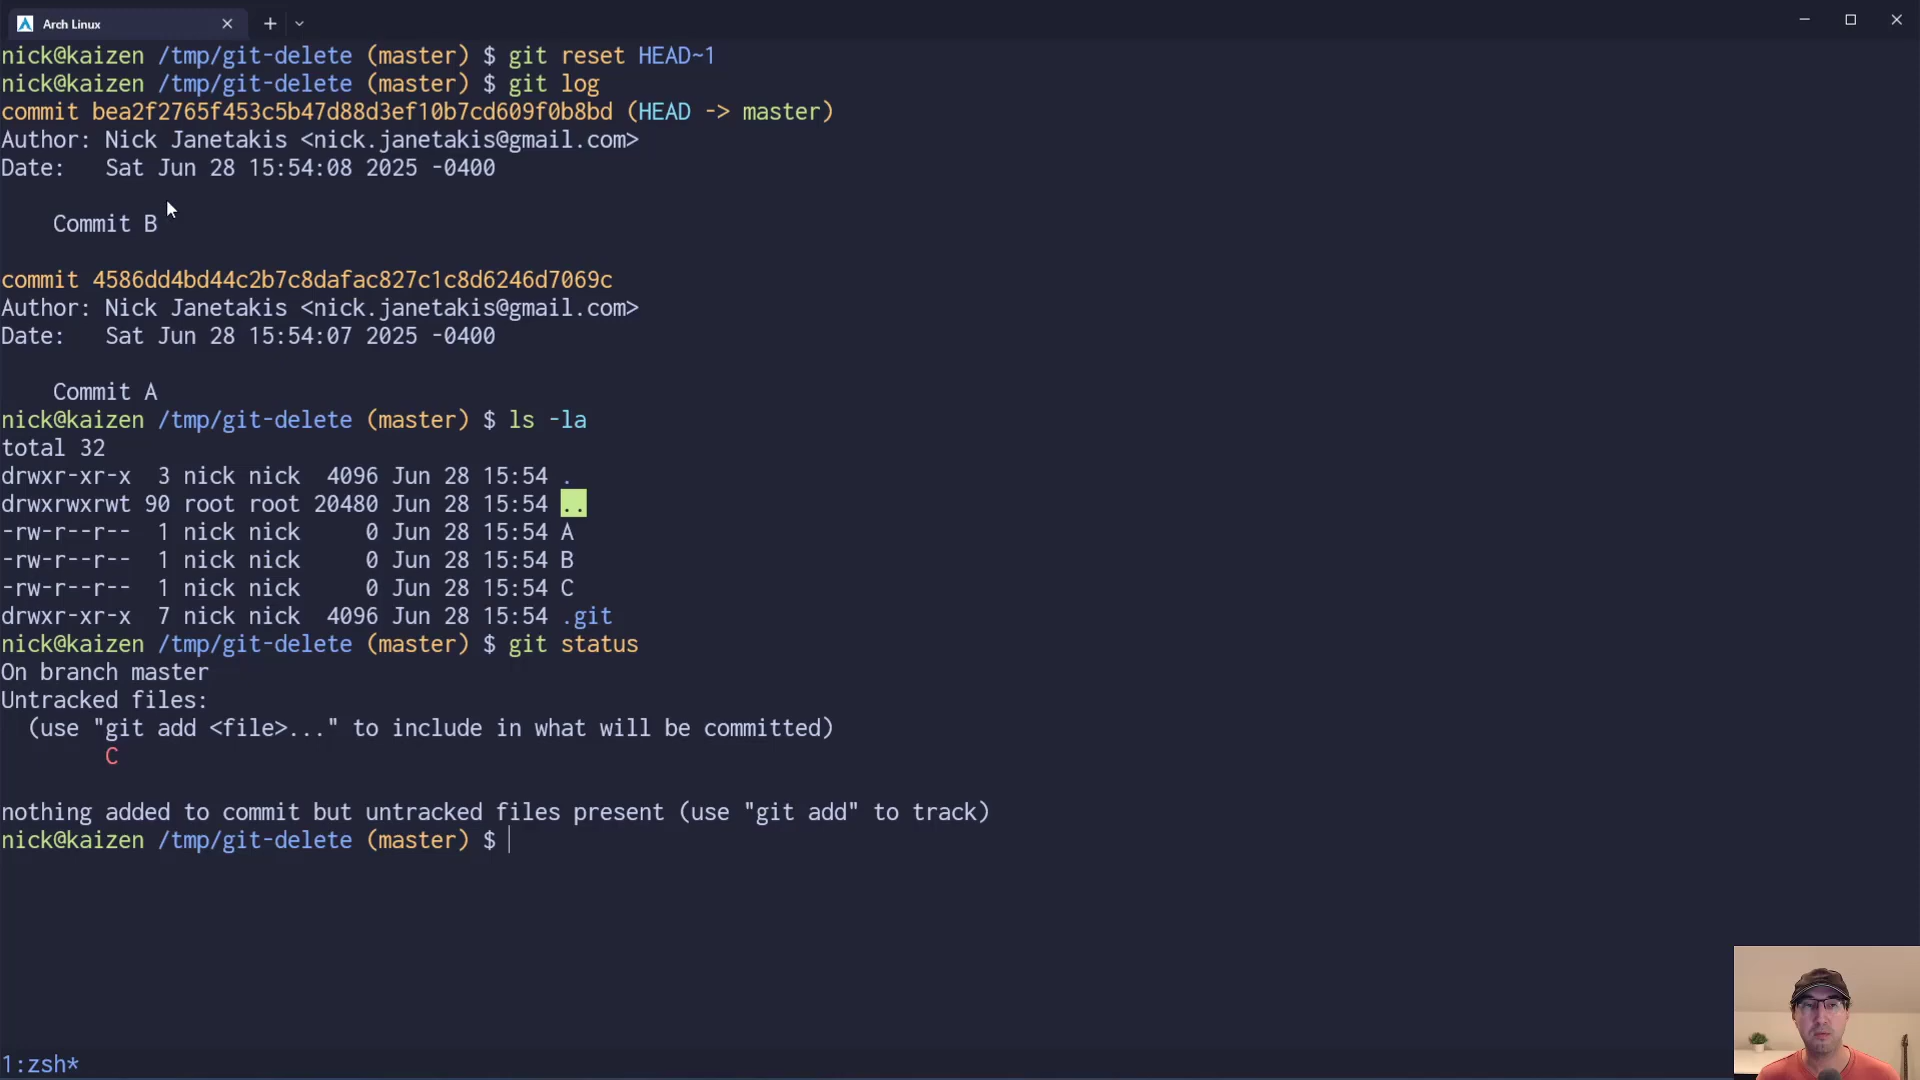 Arch Linux
nick@kaizen /tmp/git-delete (master) $ git reset HEAD~1
nick@kaizen /tmp/git-delete (master) $ git log
commit bea2f2765f453c5b47d88d3ef10b7cd609f0b8bd (HEAD -> master)
Author: Nick Janetakis <nick.janetakis@gmail.com>
Date:   Sat Jun 28 15:54:08 2025 -0400
    Commit B
commit 4586dd4bd44c2b7c8dafac827c1c8d6246d7069c
Author: Nick Janetakis <nick.janetakis@gmail.com>
Date:   Sat Jun 28 15:54:07 2025 -0400
    Commit A
nick@kaizen /tmp/git-delete (master) $ ls -la
total 32
drwxr-xr-x  3 nick nick  4096 Jun 28 15:54 .
drwxrwxrwt 90 root root 20480 Jun 28 15:54 ..
-rw-r--r--  1 nick nick     0 Jun 28 15:54 A
-rw-r--r--  1 nick nick     0 Jun 28 15:54 B
-rw-r--r--  1 nick nick     0 Jun 28 15:54 C
drwxr-xr-x  7 nick nick  4096 Jun 28 15:54 .git
nick@kaizen /tmp/git-delete (master) $ git status
On branch master
Untracked files:
  (use "git add <file>..." to include in what will be committed)
        C
nothing added to commit but untracked files present (use "git add" to track)
nick@kaizen /tmp/git-delete (master) $
1:zsh*